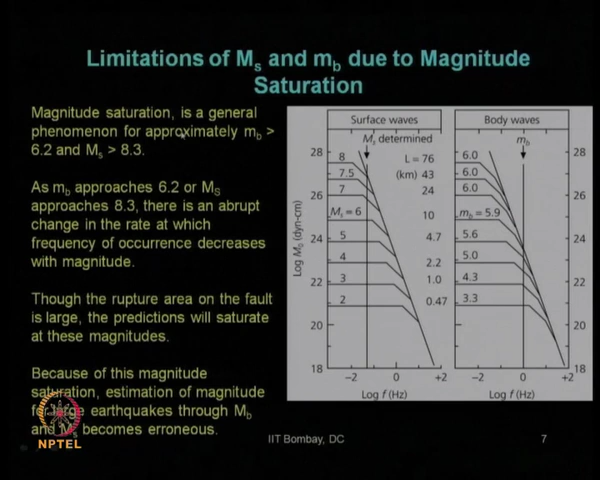 Limitations of Ms and mb due to Magnitude
Saturation
Magnitude saturation, is a general
phenomenon for approximately mb >
6.2 and Ms > 8.3.
As mb approaches 6.2 or MS
approaches 8.3, there is an abrupt
change in the rate at which
frequency of occurrence decreases
with magnitude.
Though the rupture area on the fault
is large, the predictions will saturate
at these magnitudes.
Because of this magnitude
saturation, estimation of magnitude
for large earthquakes through Mb
and Ms becomes erroneous.
Surface waves
Ms determined
28
8
L = 76
7.5
(km) 43
26
7
24
Ms = 6
10
24
5
4.7
4
2.2
22
3
1.0
2
0.47
20
18
-2
0
+2
Log M0 (dyn-cm)
Log f (Hz)
Body waves
mb
28
6.0
6.0
26
6.0
mb = 5.9
24
5.6
5.0
22
4.3
3.3
20
18
-2
0
+2
Log f (Hz)
NPTEL
IIT Bombay, DC
7